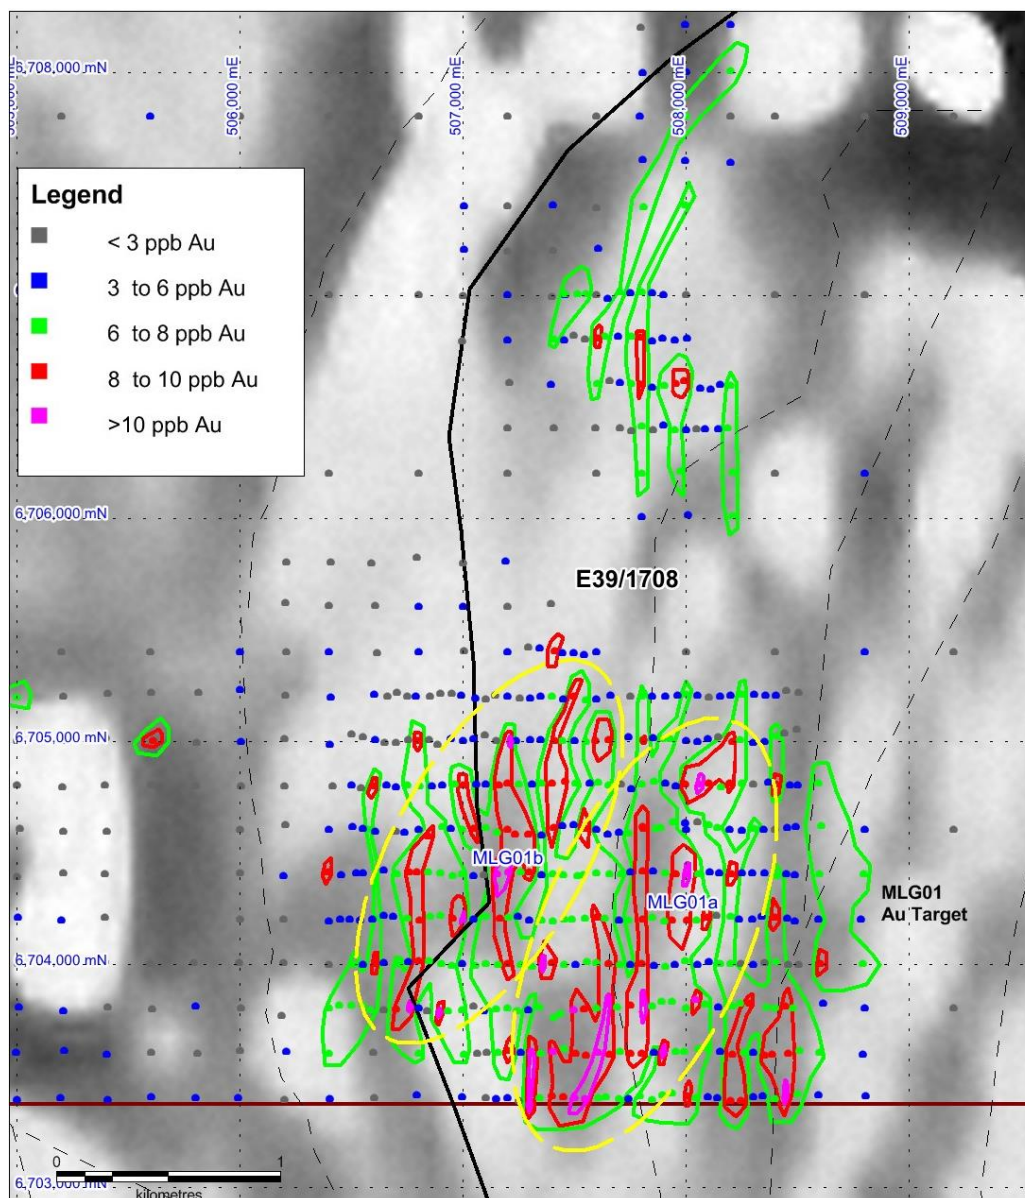 6,708,000 mN
506,000 mE
507,000 mE
508,000 mE
509,000 mE
Legend
< 3 ppb Au
3 to 6 ppb Au
6 to 8 ppb Au
8 to 10 ppb Au
>10 ppb Au
6,706,000 mN
E39/1708
6,705,000 mN
MLG01b
MLG01a
MLG01
Au Target
6,704,000 mN
0
1
kilometres
6,703,000 mN